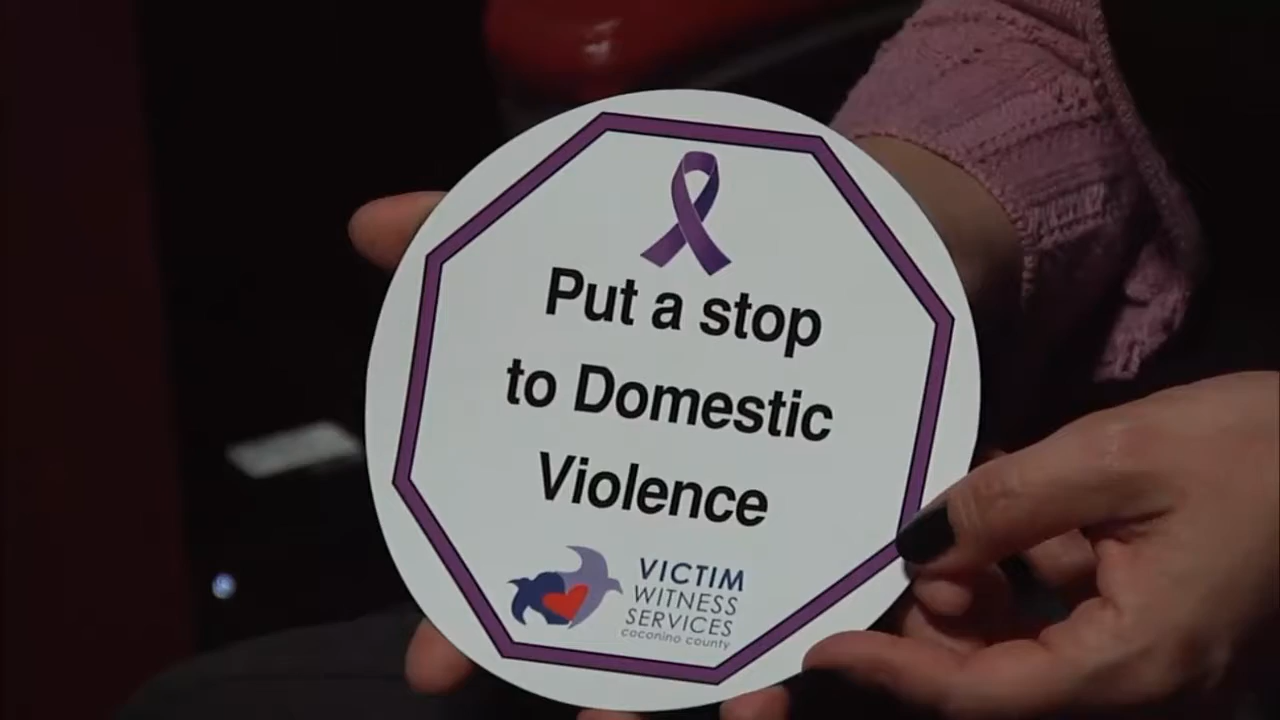 Put a stop
to Domestic
Violence
VICTIM
WITNESS
SERVICES
coconino county